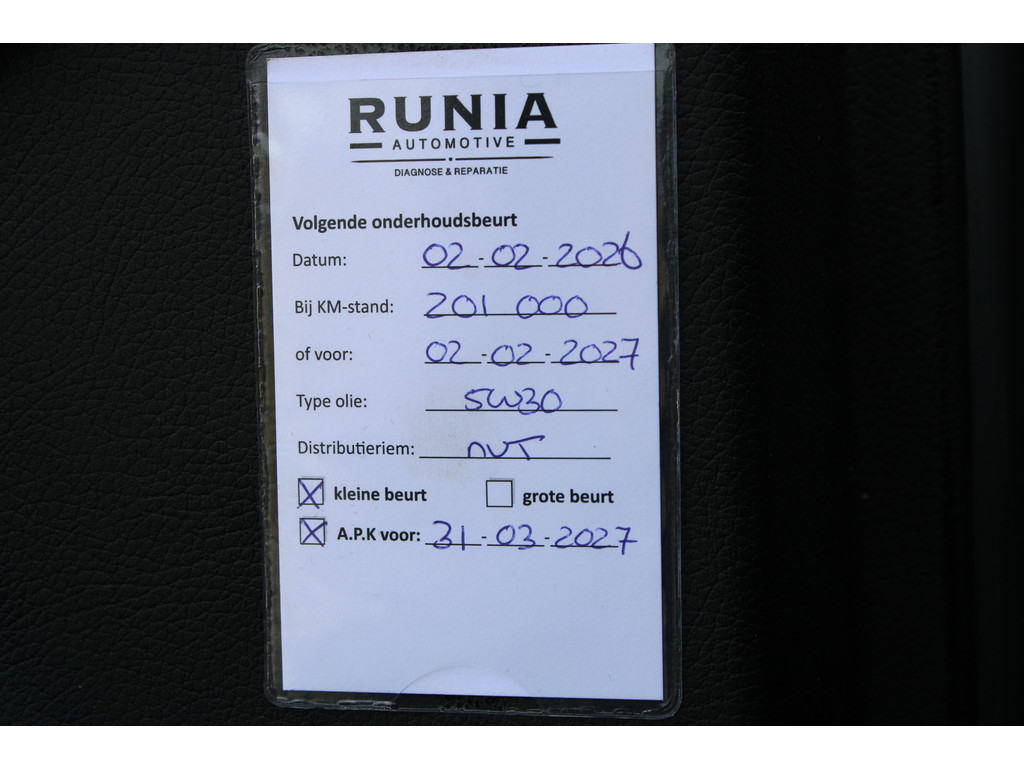 RUNIA
AUTOMOTIVE
DIAGNOSE & REPARATIE
Volgende onderhoudsbeurt
Datum: 02-02-2026
Bij KM-stand: 201 000
of voor: 02-02-2027
Type olie: 5W30
Distributieriem: nvt
kleine beurt grote beurt
A.P.K voor: 31-03-2027